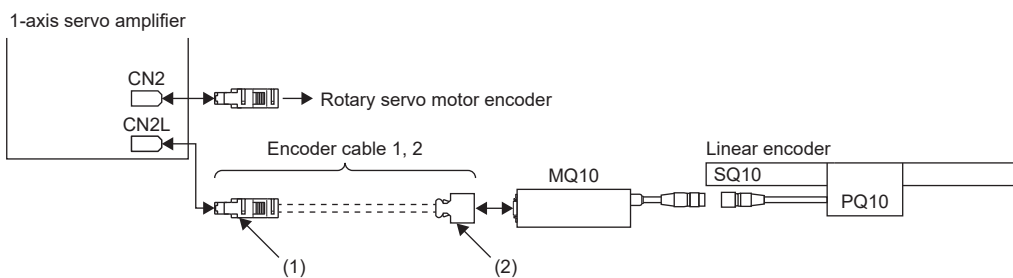 1-axis servo amplifier
CN2
Rotary servo motor encoder
CN2L
Encoder cable 1, 2
Linear encoder
MQ10
SQ10
PQ10
(1)
(2)